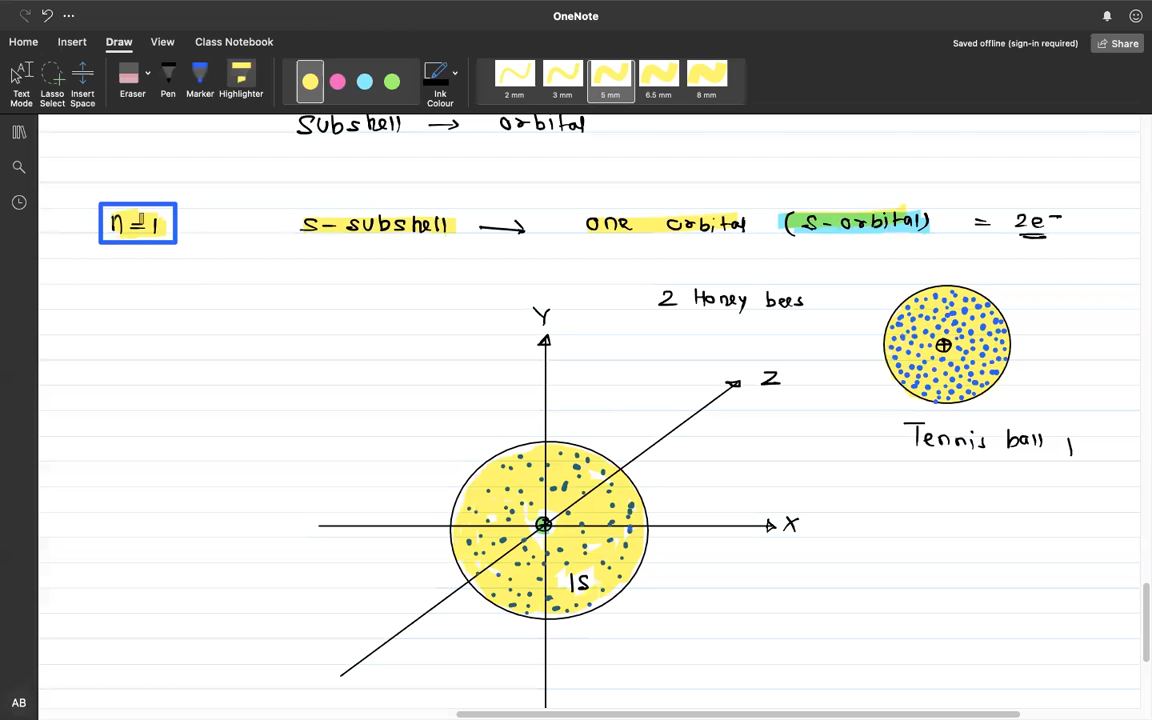 OneNote
Home Insert Draw View Class Notebook
Saved offline (sign-in required) Share
Text Mode
Lasso Select
Insert Space
Eraser
Pen
Marker
Highlighter
Ink Colour
2 mm
3 mm
5 mm
6.5 mm
8 mm
Subshell → orbital
n=1 S-subshell → one orbital (S-orbital) = 2e⁻
2 Honey bees
Y
Z
Tennis ball
X
1S
AB